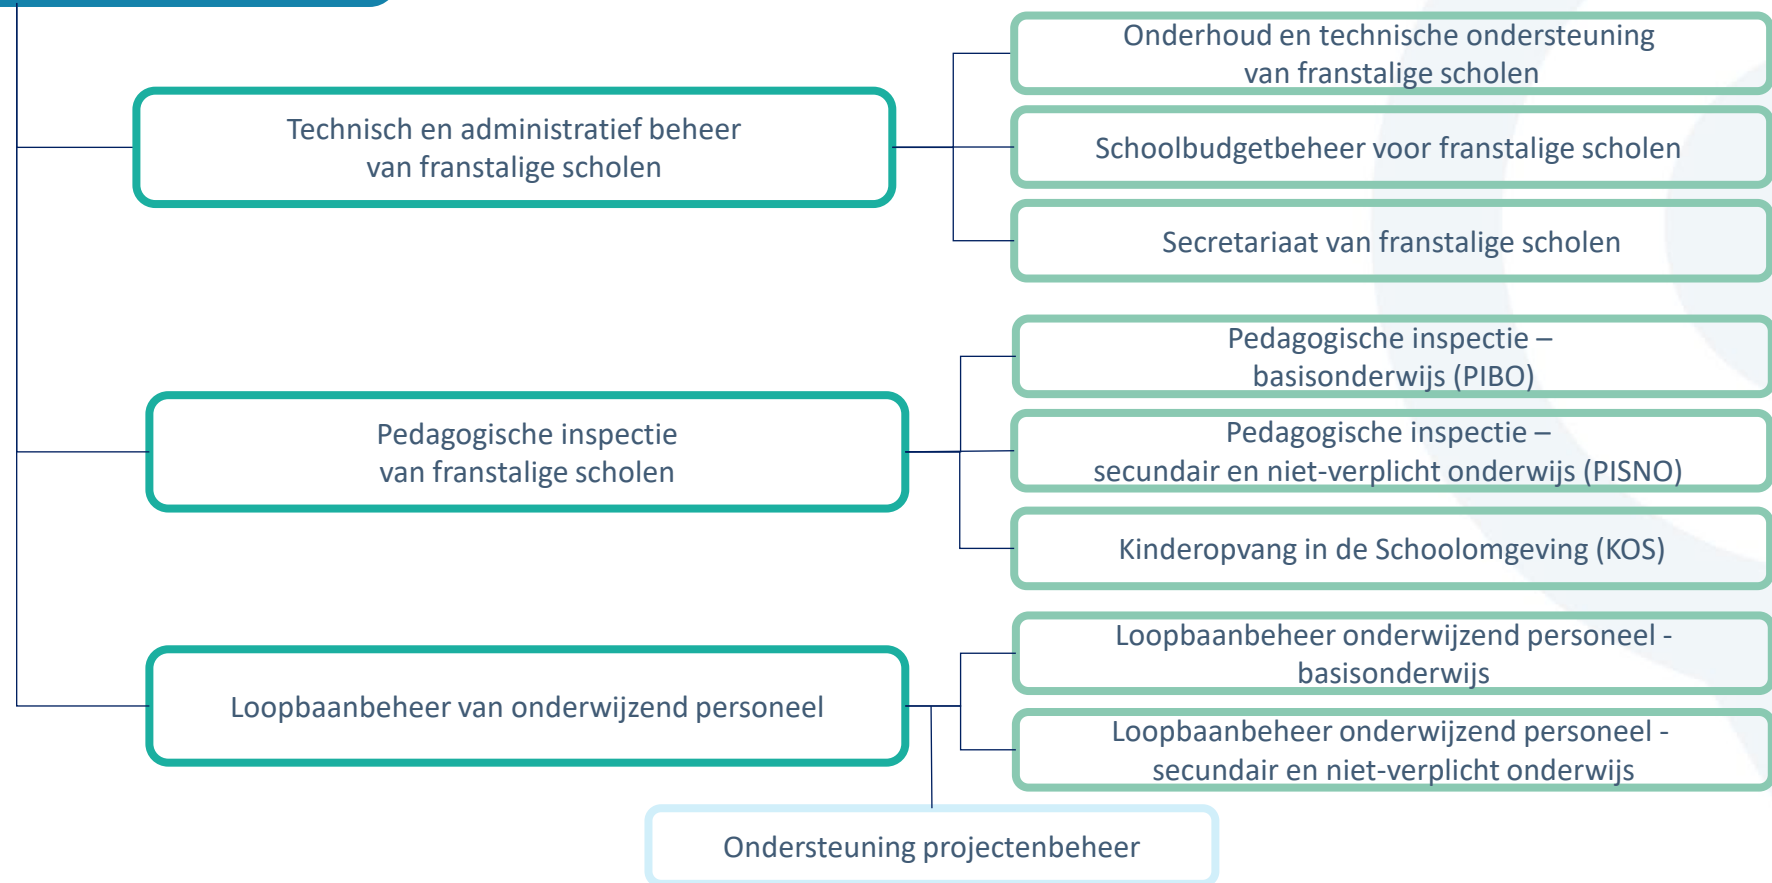 Technisch en administratief beheer
van franstalige scholen
Onderhoud en technische ondersteuning
van franstalige scholen
Schoolbudgetbeheer voor franstalige scholen
Secretariaat van franstalige scholen
Pedagogische inspectie
van franstalige scholen
Pedagogische inspectie –
basisonderwijs (PIBO)
Pedagogische inspectie –
secundair en niet-verplicht onderwijs (PISNO)
Kinderopvang in de Schoolomgeving (KOS)
Loopbaanbeheer van onderwijzend personeel
Loopbaanbeheer onderwijzend personeel -
basisonderwijs
Loopbaanbeheer onderwijzend personeel -
secundair en niet-verplicht onderwijs
Ondersteuning projectenbeheer